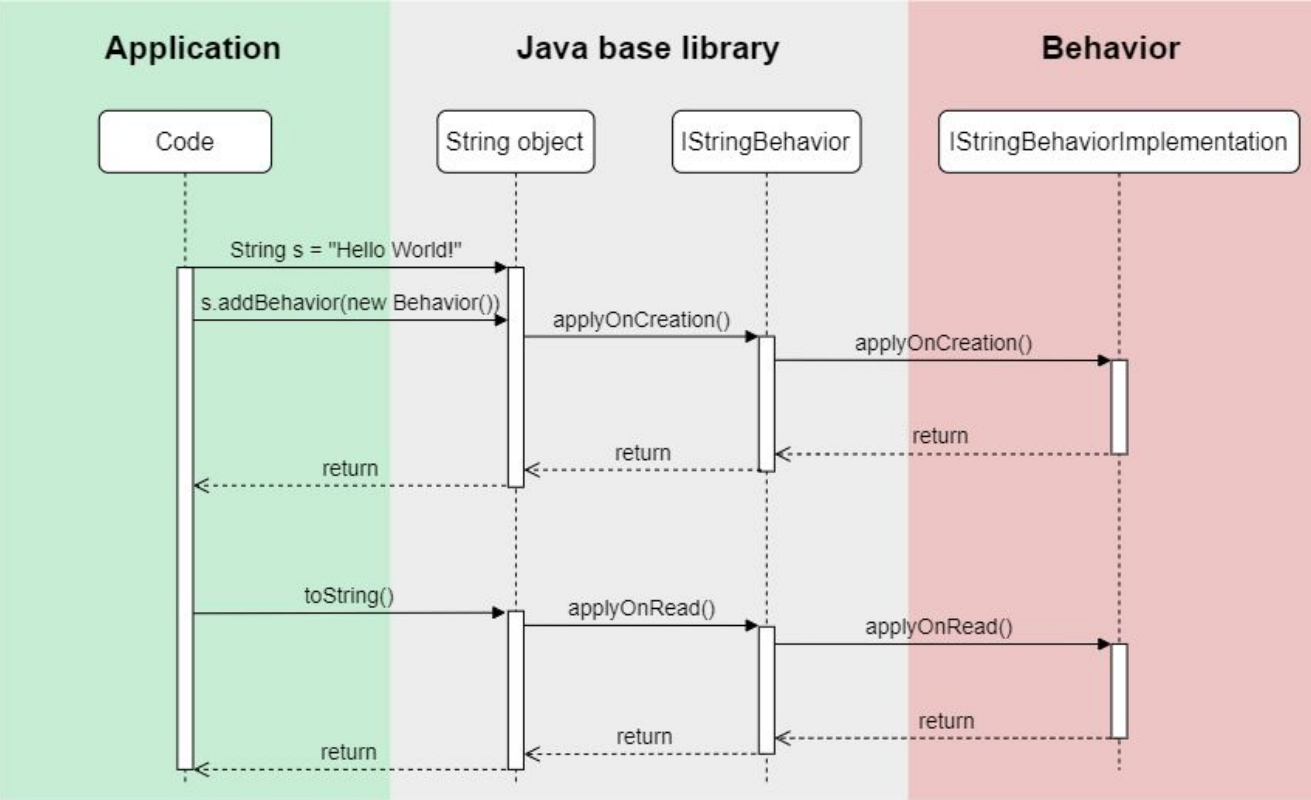 Application
Java base library
Behavior
Code
String object
IStringBehavior
IStringBehaviorImplementation
String s = "Hello World!"
s.addBehavior(new Behavior())
applyOnCreation()
applyOnCreation()
return
return
return
toString()
applyOnRead()
applyOnRead()
return
return
return